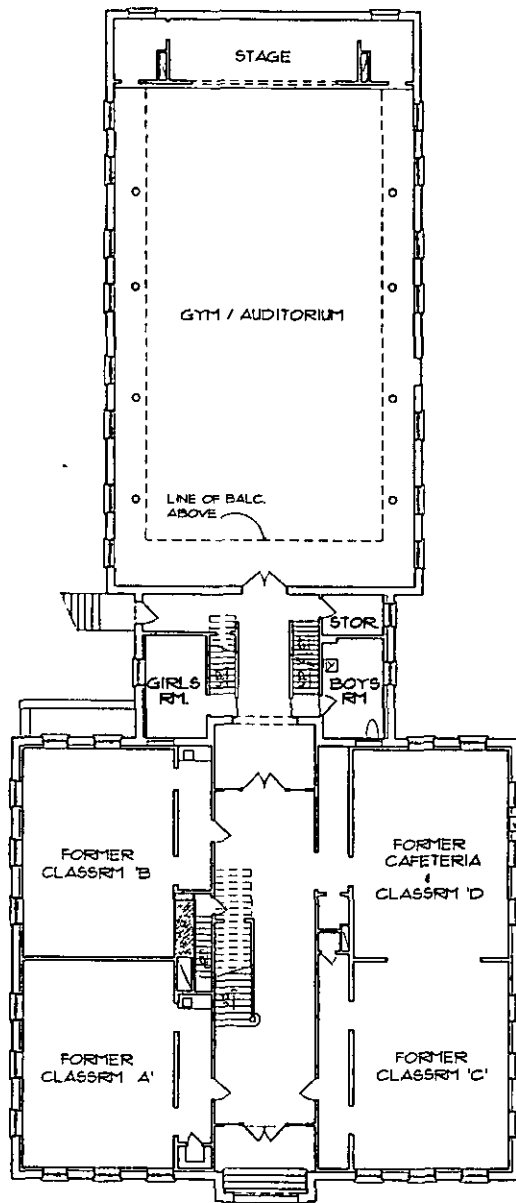 STAGE
GYM / AUDITORIUM
LINE OF BALC.
ABOVE
STOR.
GIRLS
RM.
BOYS
RM
FORMER
CLASSRM 'B
FORMER
CAFETERIA
&
CLASSRM 'D
FORMER
CLASSRM A'
FORMER
CLASSRM 'C'